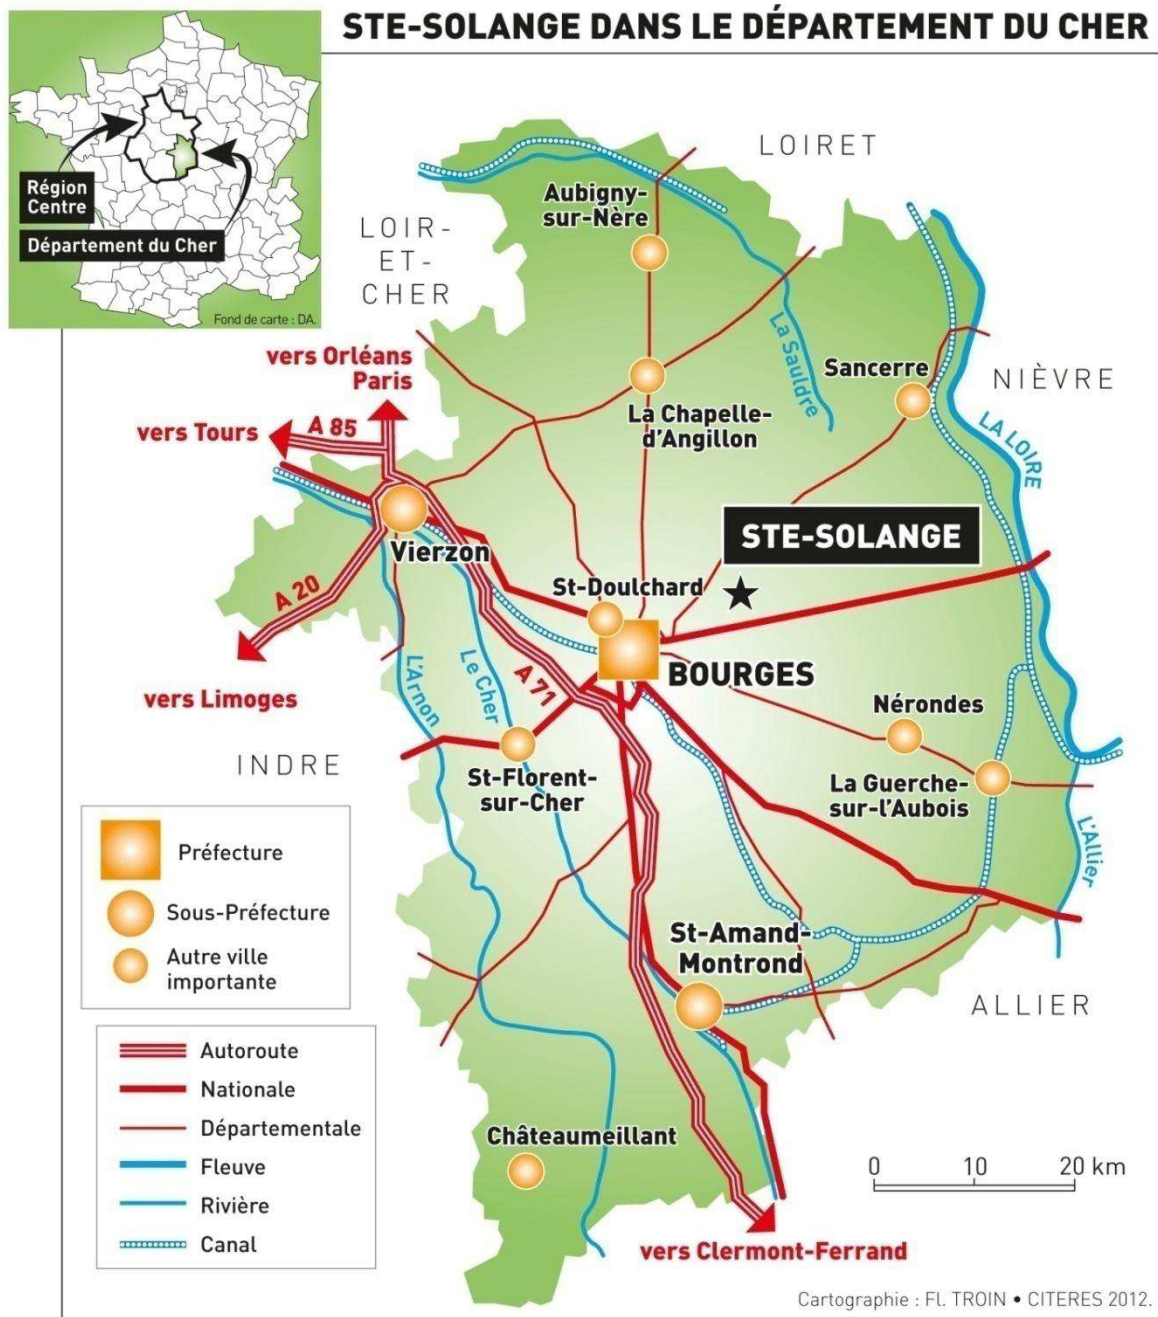 STE-SOLANGE DANS LE DÉPARTEMENT DU CHER
Région
Centre
Département du Cher
Fond de carte : DA.
LOIRET
LOIR-
ET-
CHER
Aubigny-
sur-Nère
La Sauldre
Sancerre
NIÈVRE
vers Orléans
Paris
vers Tours
A 85
La Chapelle-
d'Angillon
LA LOIRE
STE-SOLANGE
Vierzon
St-Doulchard
A 20
vers Limoges
L'Arnon
Le Cher
A 71
BOURGES
Nérondes
INDRE
St-Florent-
sur-Cher
La Guerche-
sur-l'Aubois
L'Allier
Préfecture
Sous-Préfecture
Autre ville
importante
St-Amand-
Montrond
ALLIER
Autoroute
Nationale
Départementale
Fleuve
Rivière
Canal
Châteaumeillant
0 10 20 km
vers Clermont-Ferrand
Cartographie : Fl. TROIN • CITERES 2012.